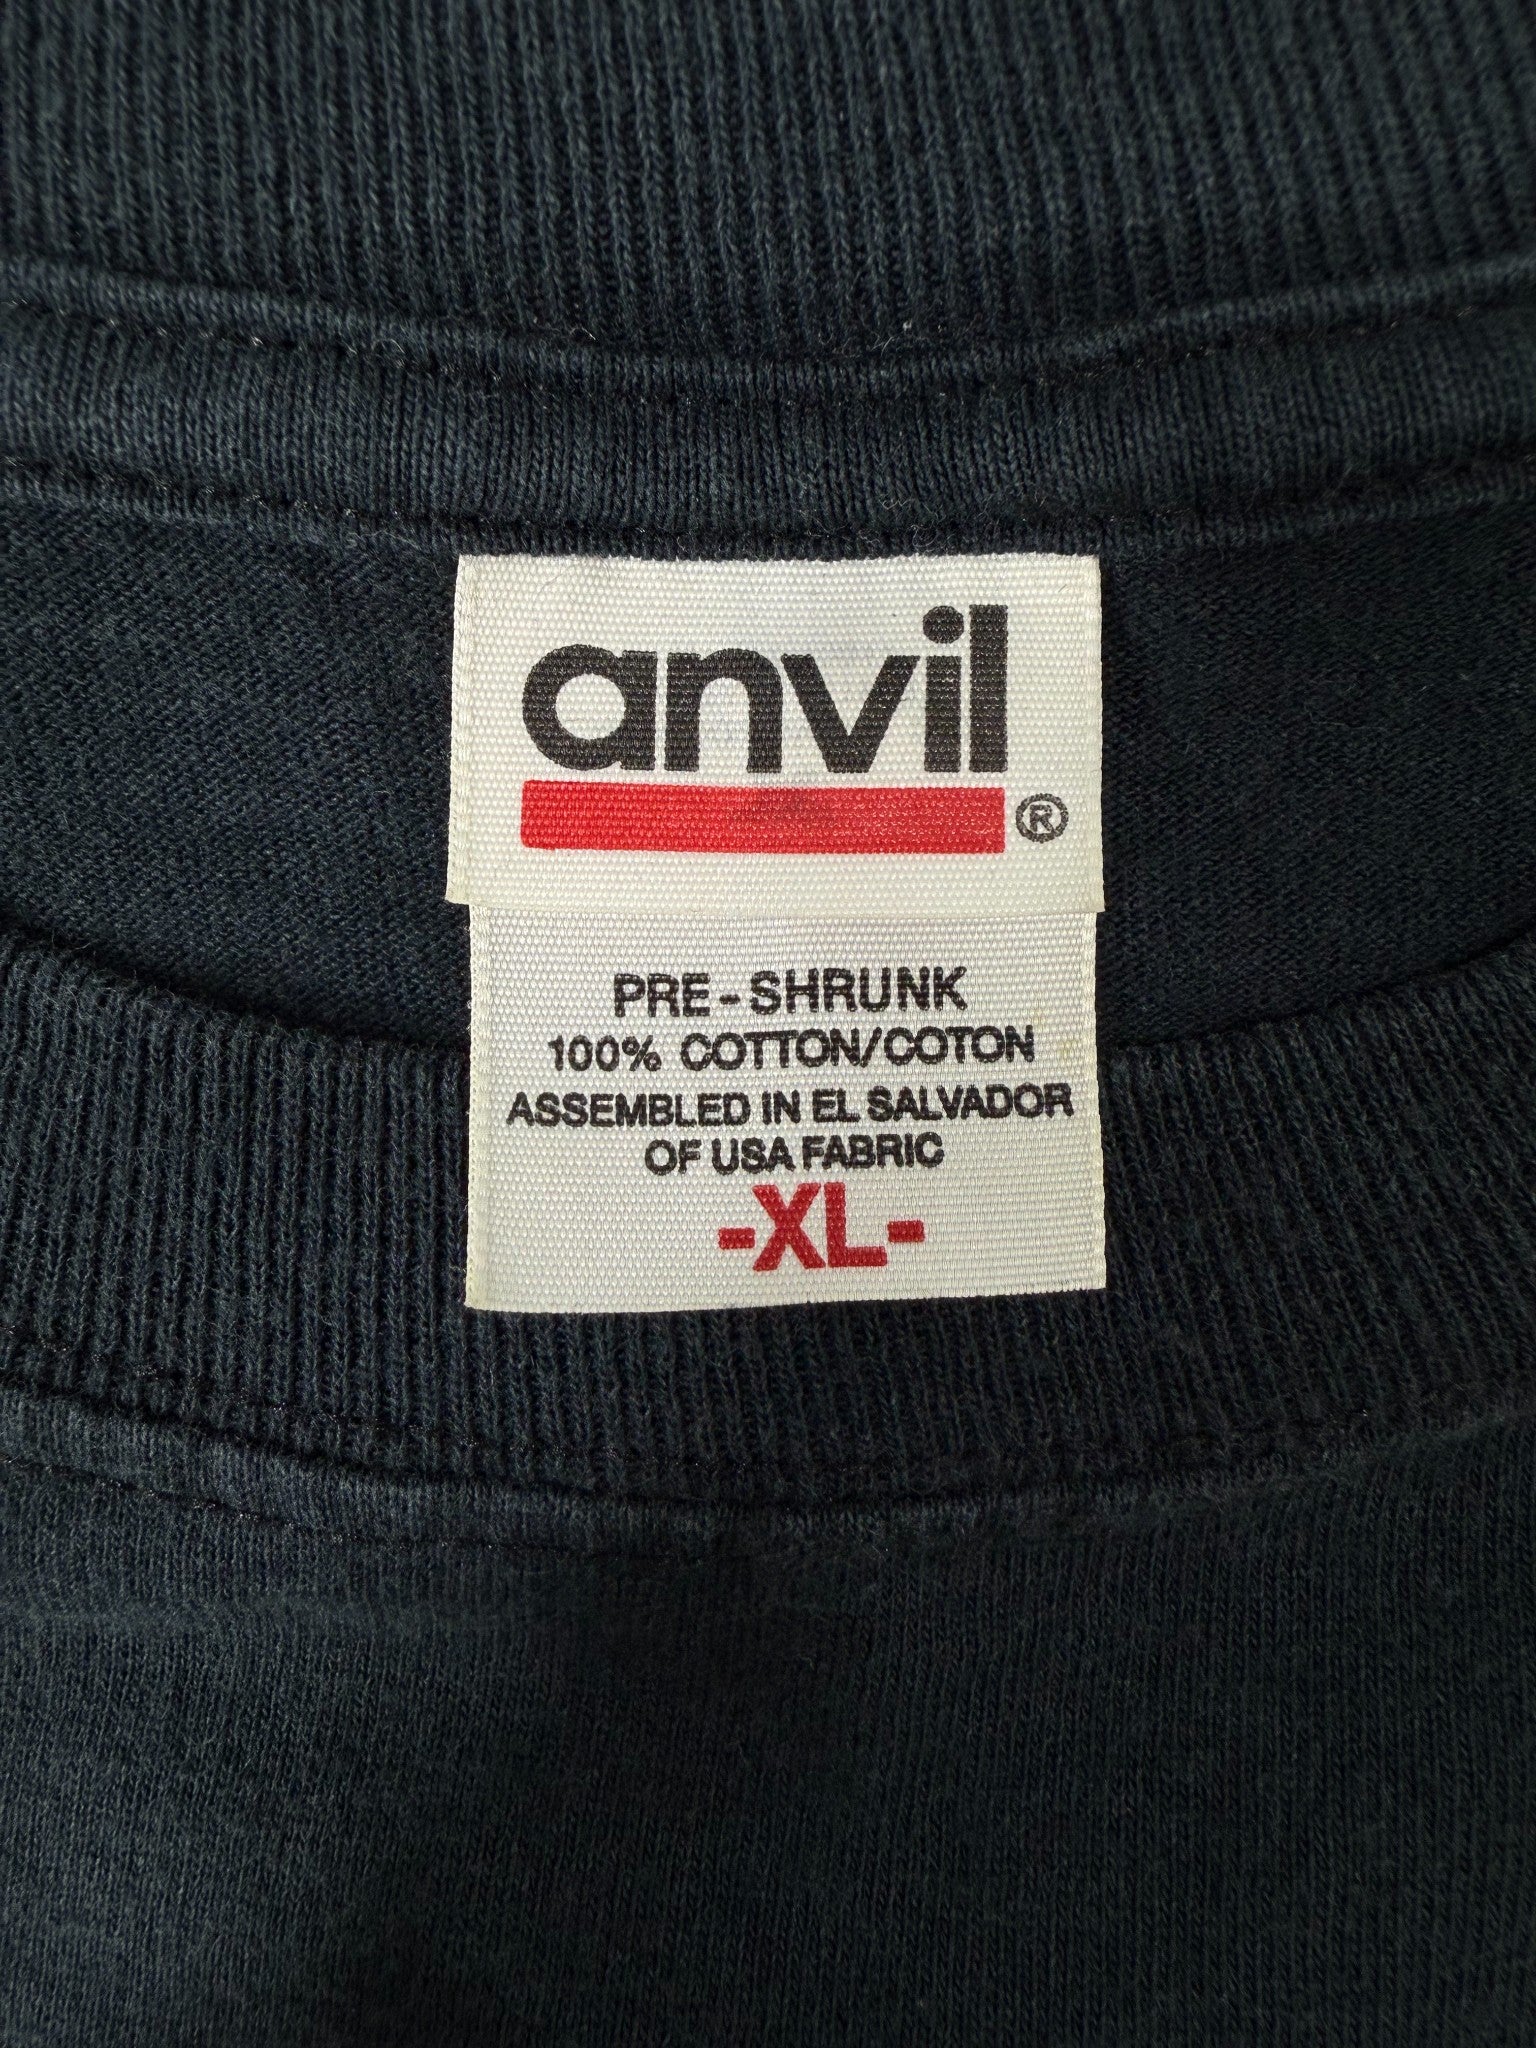 anvil
®
PRE-SHRUNK
100% COTTON/COTON
ASSEMBLED IN EL SALVADOR
OF USA FABRIC
-XL-